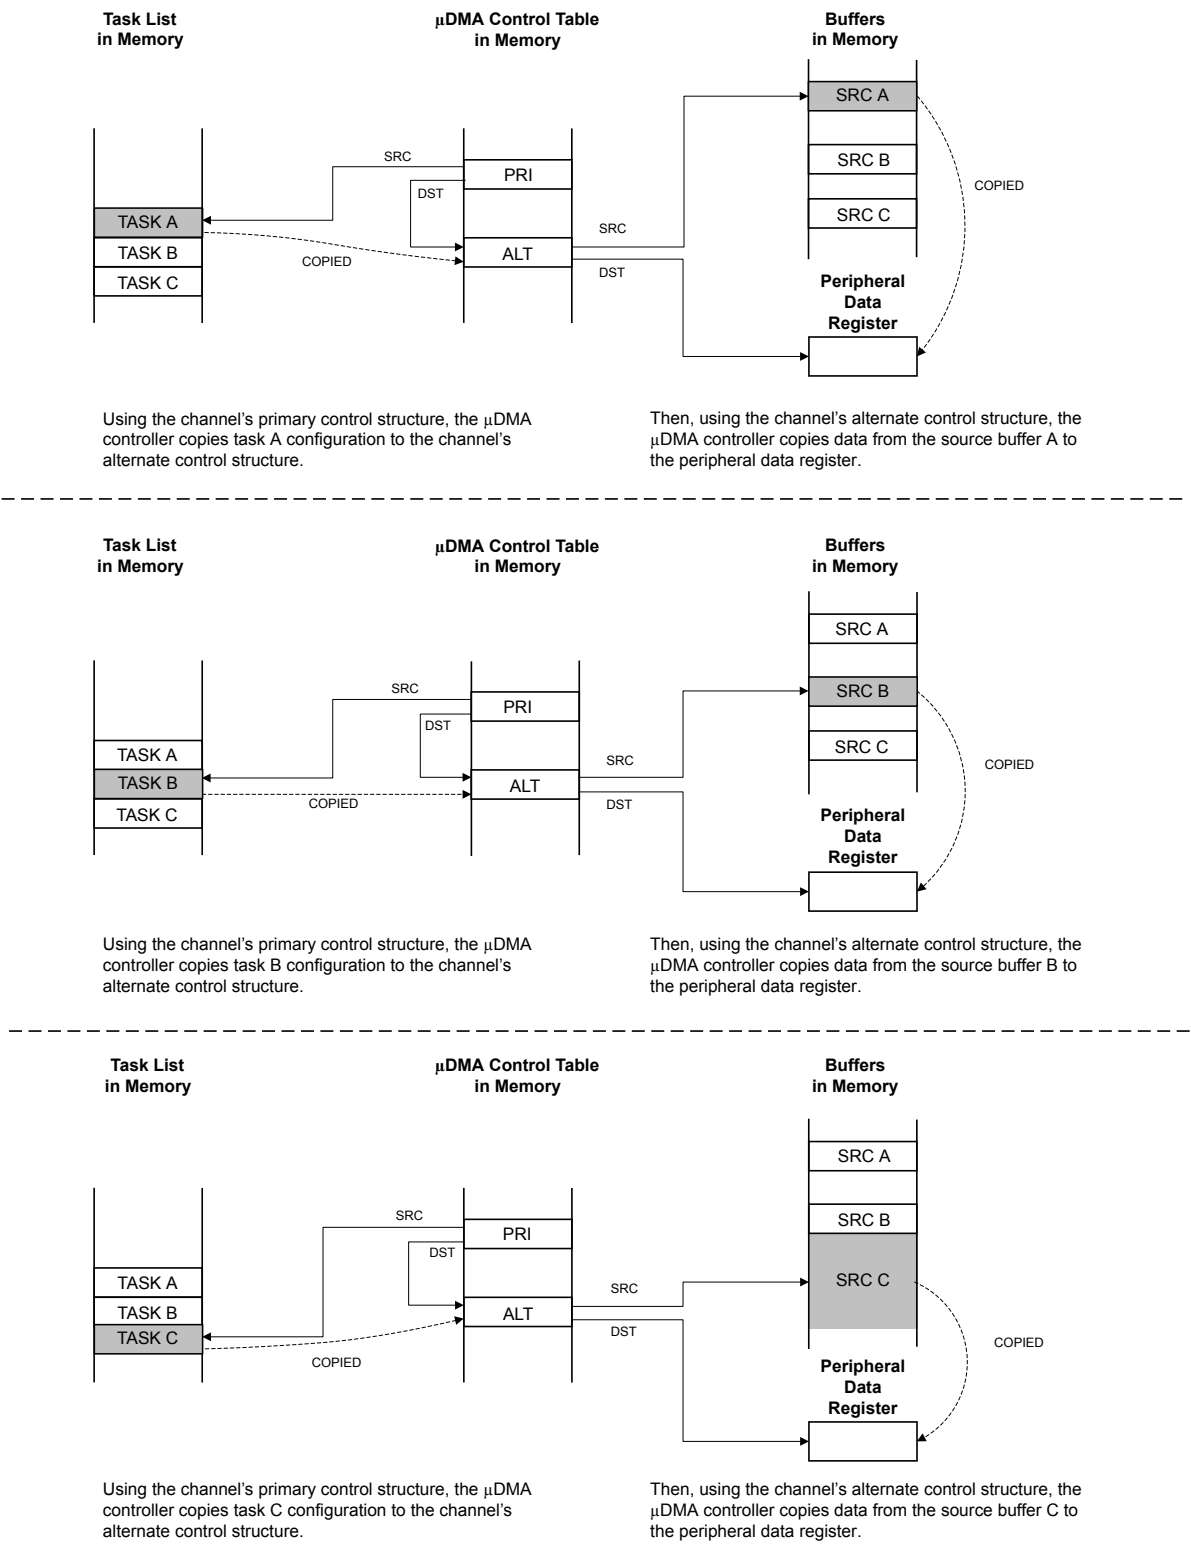 Task List
in Memory
µDMA Control Table
in Memory
Buffers
in Memory
SRC A
SRC B
SRC C
COPIED
SRC
PRI
DST
TASK A
TASK B
TASK C
COPIED
ALT
SRC
DST
Peripheral
Data
Register
Using the channel's primary control structure, the µDMA
controller copies task A configuration to the channel's
alternate control structure.
Then, using the channel's alternate control structure, the
µDMA controller copies data from the source buffer A to
the peripheral data register.
Task List
in Memory
µDMA Control Table
in Memory
Buffers
in Memory
SRC A
SRC B
SRC C
COPIED
SRC
PRI
DST
TASK A
TASK B
TASK C
COPIED
ALT
SRC
DST
Peripheral
Data
Register
Using the channel's primary control structure, the µDMA
controller copies task B configuration to the channel's
alternate control structure.
Then, using the channel's alternate control structure, the
µDMA controller copies data from the source buffer B to
the peripheral data register.
Task List
in Memory
µDMA Control Table
in Memory
Buffers
in Memory
SRC A
SRC B
SRC C
COPIED
SRC
PRI
DST
TASK A
TASK B
TASK C
COPIED
ALT
SRC
DST
Peripheral
Data
Register
Using the channel's primary control structure, the µDMA
controller copies task C configuration to the channel's
alternate control structure.
Then, using the channel's alternate control structure, the
µDMA controller copies data from the source buffer C to
the peripheral data register.